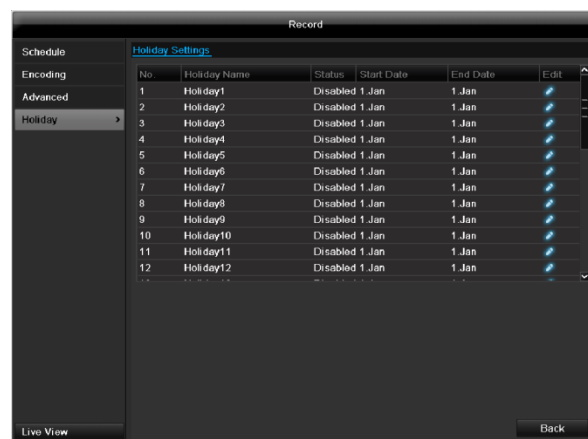 Record
Schedule
Encoding
Advanced
Holiday
Live View
Holiday Settings
No. Holiday Name Status Start Date End Date Edit
1 Holiday1 Disabled 1.Jan 1.Jan
2 Holiday2 Disabled 1.Jan 1.Jan
3 Holiday3 Disabled 1.Jan 1.Jan
4 Holiday4 Disabled 1.Jan 1.Jan
5 Holiday5 Disabled 1.Jan 1.Jan
6 Holiday6 Disabled 1.Jan 1.Jan
7 Holiday7 Disabled 1.Jan 1.Jan
8 Holiday8 Disabled 1.Jan 1.Jan
9 Holiday9 Disabled 1.Jan 1.Jan
10 Holiday10 Disabled 1.Jan 1.Jan
11 Holiday11 Disabled 1.Jan 1.Jan
12 Holiday12 Disabled 1.Jan 1.Jan
Back